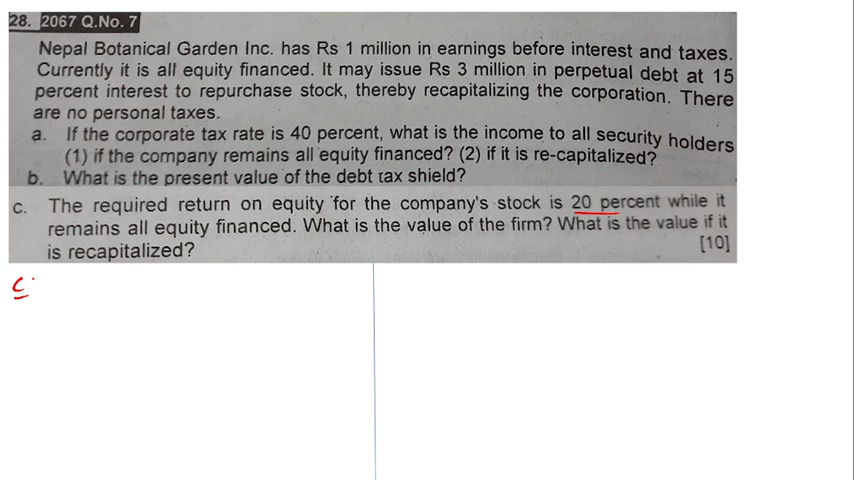 28. 2067 Q.No. 7
Nepal Botanical Garden Inc. has Rs 1 million in earnings before interest and taxes.
Currently it is all equity financed. It may issue Rs 3 million in perpetual debt at 15
percent interest to repurchase stock, thereby recapitalizing the corporation. There
are no personal taxes.
a. If the corporate tax rate is 40 percent, what is the income to all security holders
(1) if the company remains all equity financed? (2) if it is re-capitalized?
b. What is the present value of the debt tax shield?
c. The required return on equity for the company's stock is 20 percent while it
remains all equity financed. What is the value of the firm? What is the value if it
is recapitalized? [10]
c.